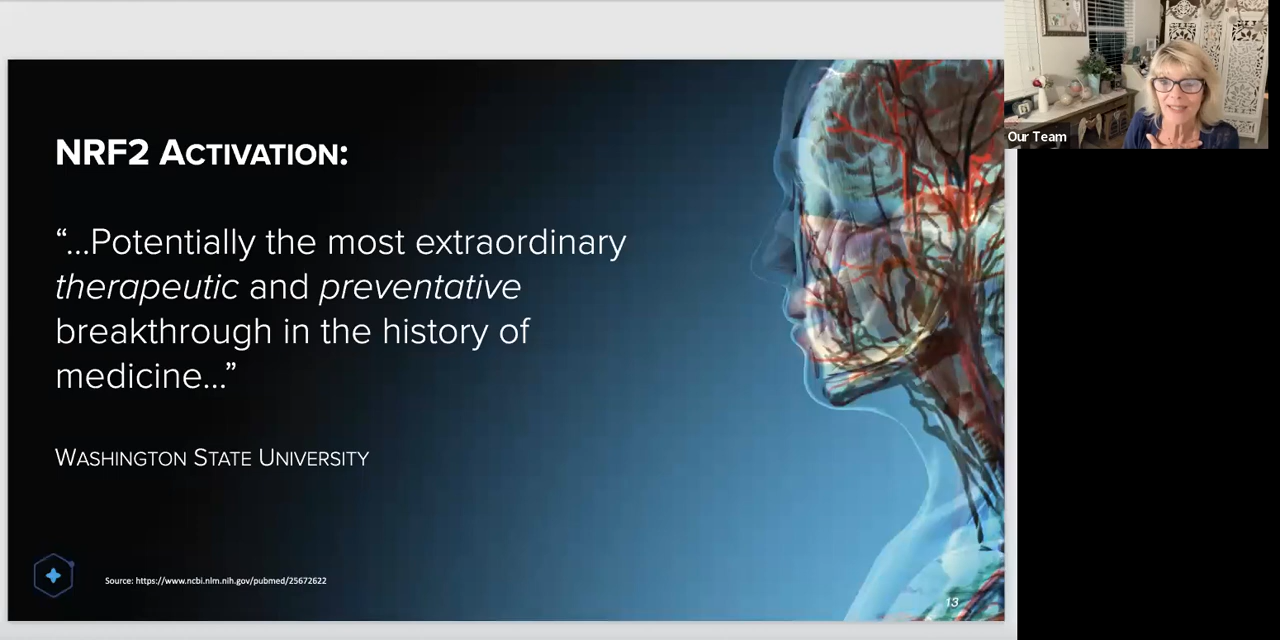 NRF2 ACTIVATION:
“...Potentially the most extraordinary
therapeutic and preventative
breakthrough in the history of
medicine...”
WASHINGTON STATE UNIVERSITY
Source: https://www.ncbi.nlm.nih.gov/pubmed/25672622
13
Our Team